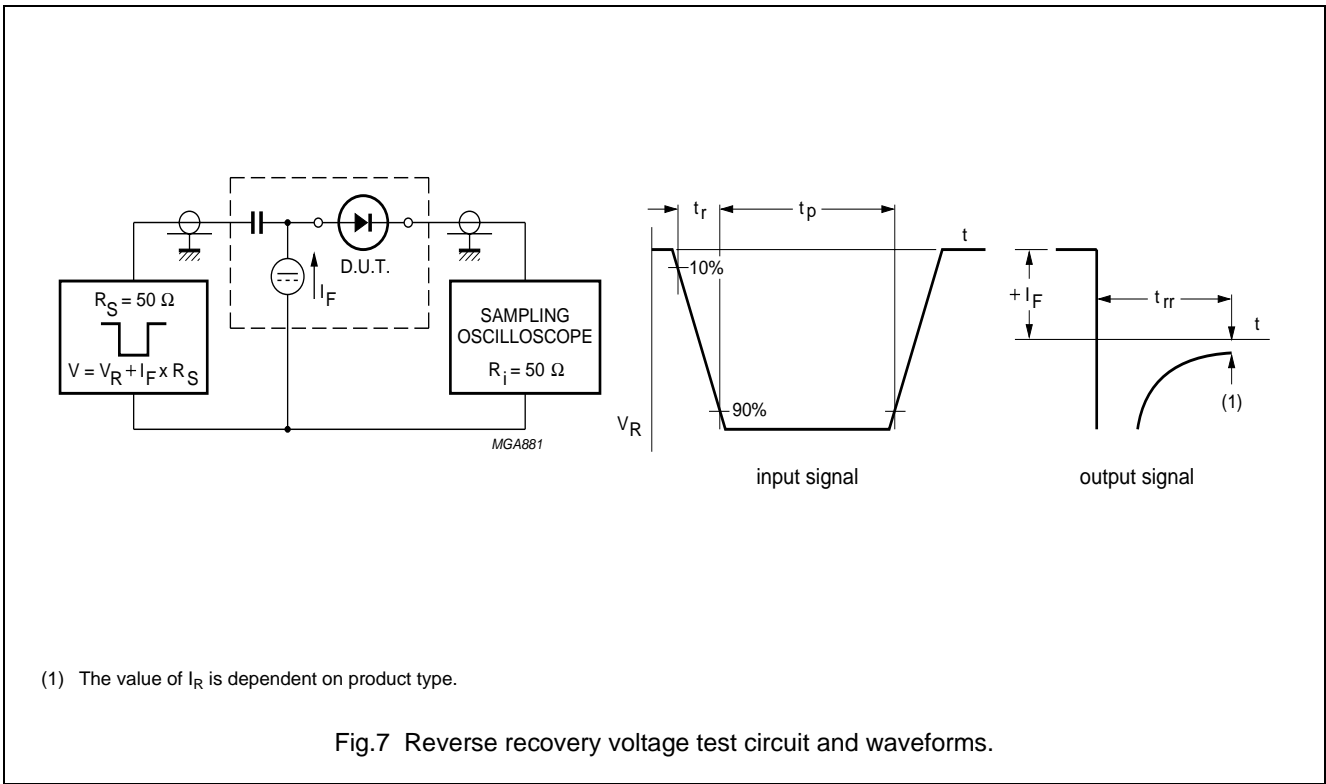 D.U.T.
I_F
R_S = 50 Ω
V = V_R + I_F x R_S
SAMPLING
OSCILLOSCOPE
R_i = 50 Ω
MGA881
t_r
t_p
t
10%
90%
V_R
input signal
+ I_F
t_rr
t
(1)
output signal
(1) The value of I_R is dependent on product type.
Fig.7 Reverse recovery voltage test circuit and waveforms.